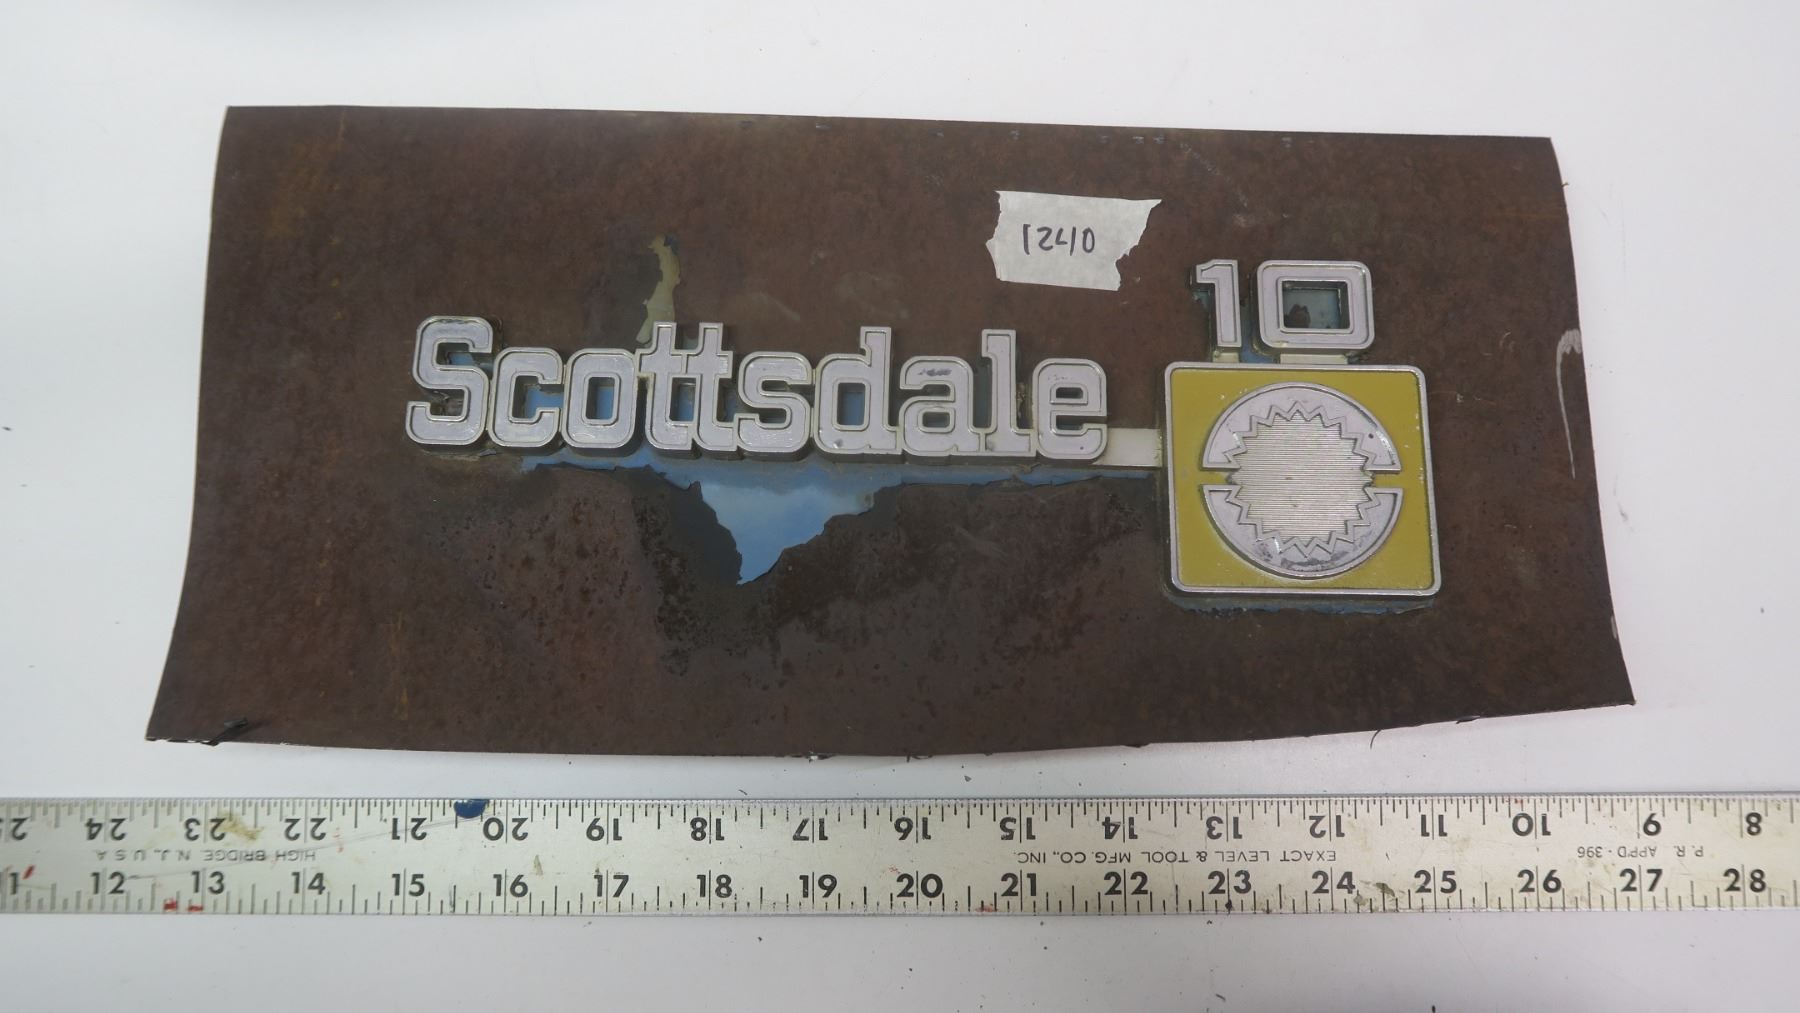 1240
10
Scottsdale
25 24 23 22 21 20 19 18 17 16 15 14 13 12 11 10 9 8
HIGH BRIDGE N.J., U S A
EXACT LEVEL & TOOL MFG. CO., INC.
P. R. APPD - 396
12 13 14 15 16 17 18 19 20 21 22 23 24 25 26 27 28